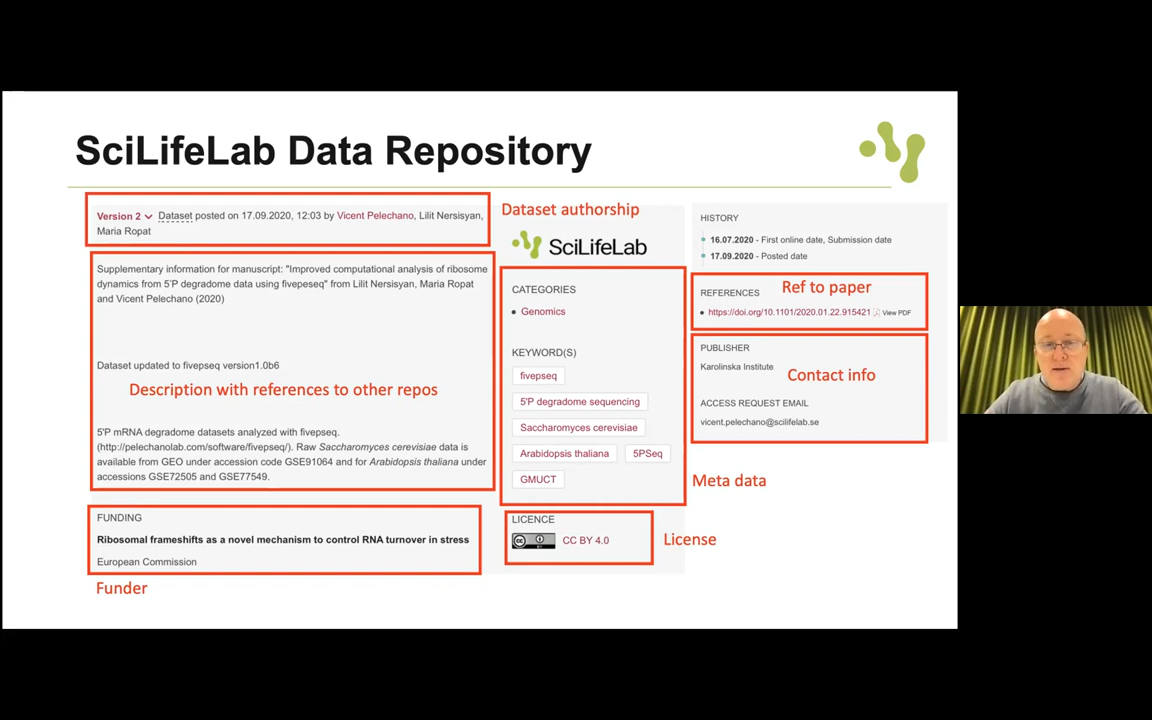 SciLifeLab Data Repository
Version 2 Dataset posted on 17.09.2020, 12:03 by Vicent Pelechano, Lilit Nersisyan,
Maria Ropat
Dataset authorship
Supplementary information for manuscript: "Improved computational analysis of ribosome
dynamics from 5'P degradome data using fivepseq" from Lilit Nersisyan, Maria Ropat
and Vicent Pelechano (2020)
Dataset updated to fivepseq version1.0b6
Description with references to other repos
5'P mRNA degradome datasets analyzed with fivepseq.
(http://pelechanolab.com/software/fivepseq/). Raw Saccharomyces cerevisiae data is
available from GEO under accession code GSE91064 and for Arabidopsis thaliana under
accessions GSE72505 and GSE77549.
FUNDING
Ribosomal frameshifts as a novel mechanism to control RNA turnover in stress
European Commission
Funder
SciLifeLab
CATEGORIES
Genomics
KEYWORD(S)
fivepseq
5'P degradome sequencing
Saccharomyces cerevisiae
Arabidopsis thaliana 5PSeq
GMUCT
Meta data
LICENCE
cc BY CC BY 4.0
License
HISTORY
16.07.2020 - First online date, Submission date
17.09.2020 - Posted date
REFERENCES
Ref to paper
https://doi.org/10.1101/2020.01.22.915421 View PDF
PUBLISHER
Karolinska Institute
Contact info
ACCESS REQUEST EMAIL
vicent.pelechano@scilifelab.se